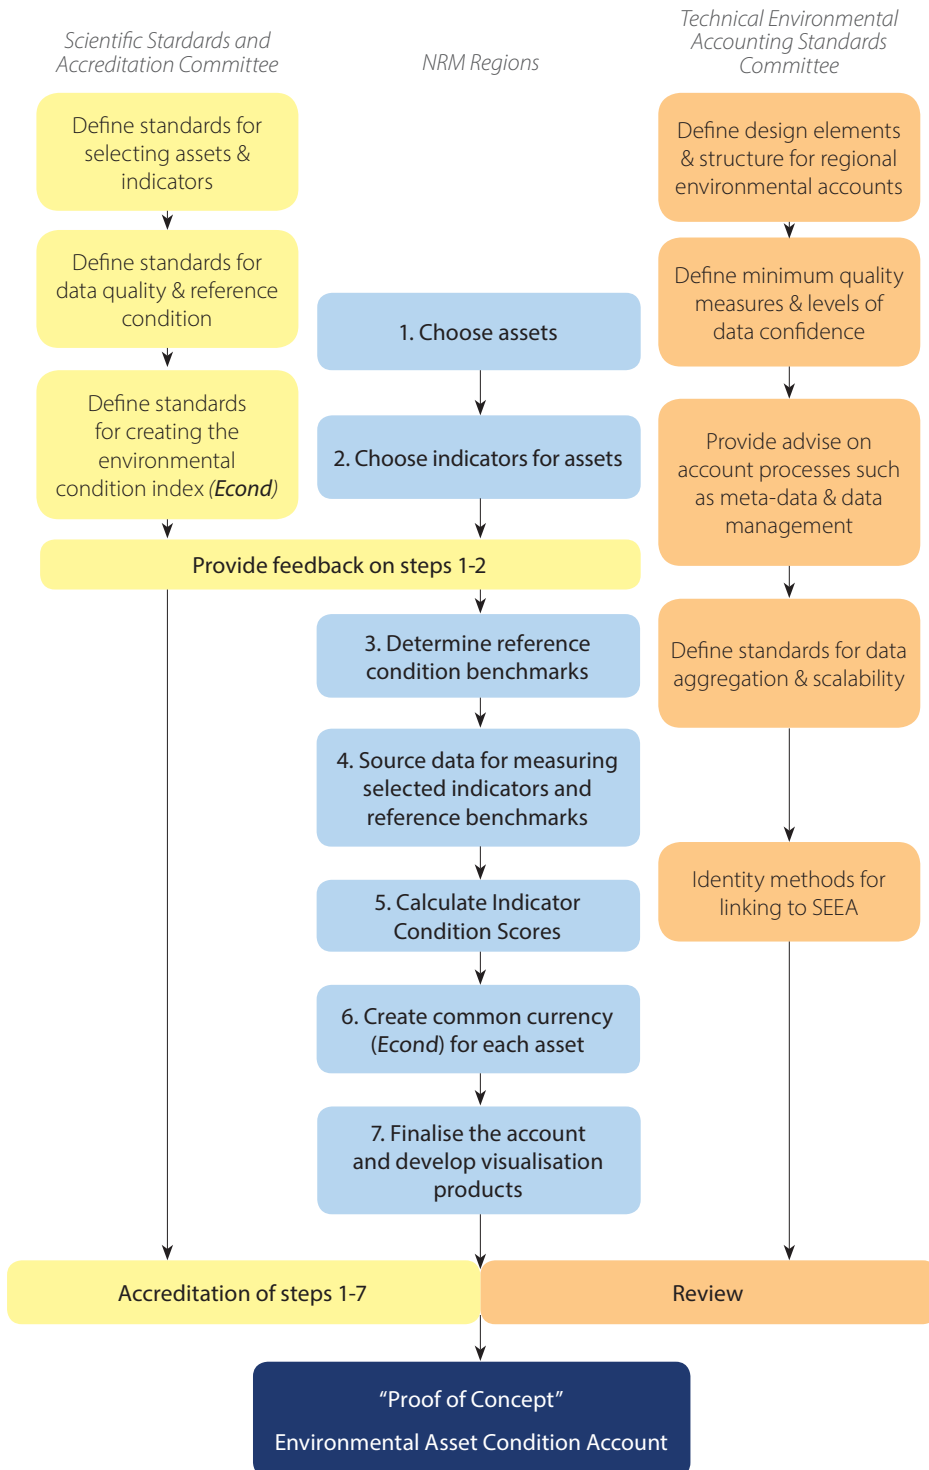 Scientific Stardards and
Accreditation Committee
NRM Regions
Technical Environmental
Accounting Standards
Committee
Define standards for
selecting assets &
indicators
Define standards for
data quality & reference
condition
Define standards
for creating the
environmental
condition index (Econd)
1. Choose assets
2. Choose indicators for assets
Define design elements
& structure for regional
environmental accounts
Define minimum quality
measures & levels of
data confidence
Provide advise on
account processes such
as meta-data & data
management
Define standards for data
aggregation & scalability
Identity methods for
linking to SEEA
Provide feedback on steps 1-2
3. Determine reference
condition benchmarks
4. Source data for measuring
selected indicators and
reference benchmarks
5. Calculate Indicator
Condition Scores
6. Create common currency
(Econd) for each asset
7. Finalise the account
and develop visualisation
products
Accreditation of steps 1-7
Review
“Proof of Concept”
Environmental Asset Condition Account